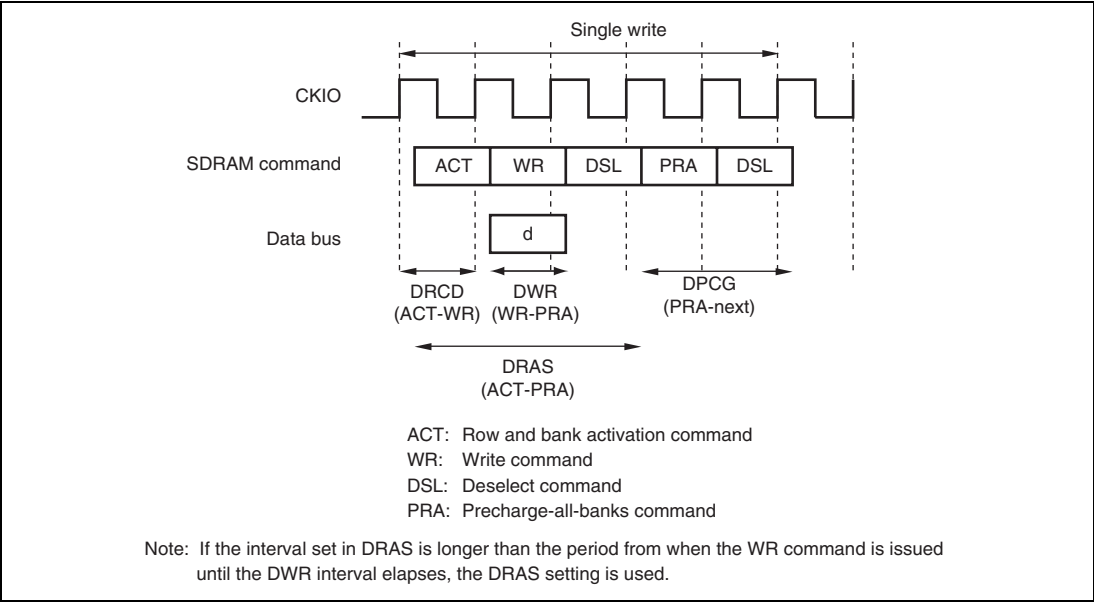 Single write
CKIO
SDRAM command
ACT WR DSL PRA DSL
Data bus
d
DRCD
(ACT-WR)
DWR
(WR-PRA)
DPCG
(PRA-next)
DRAS
(ACT-PRA)
ACT: Row and bank activation command
WR: Write command
DSL: Deselect command
PRA: Precharge-all-banks command
Note: If the interval set in DRAS is longer than the period from when the WR command is issued
until the DWR interval elapses, the DRAS setting is used.